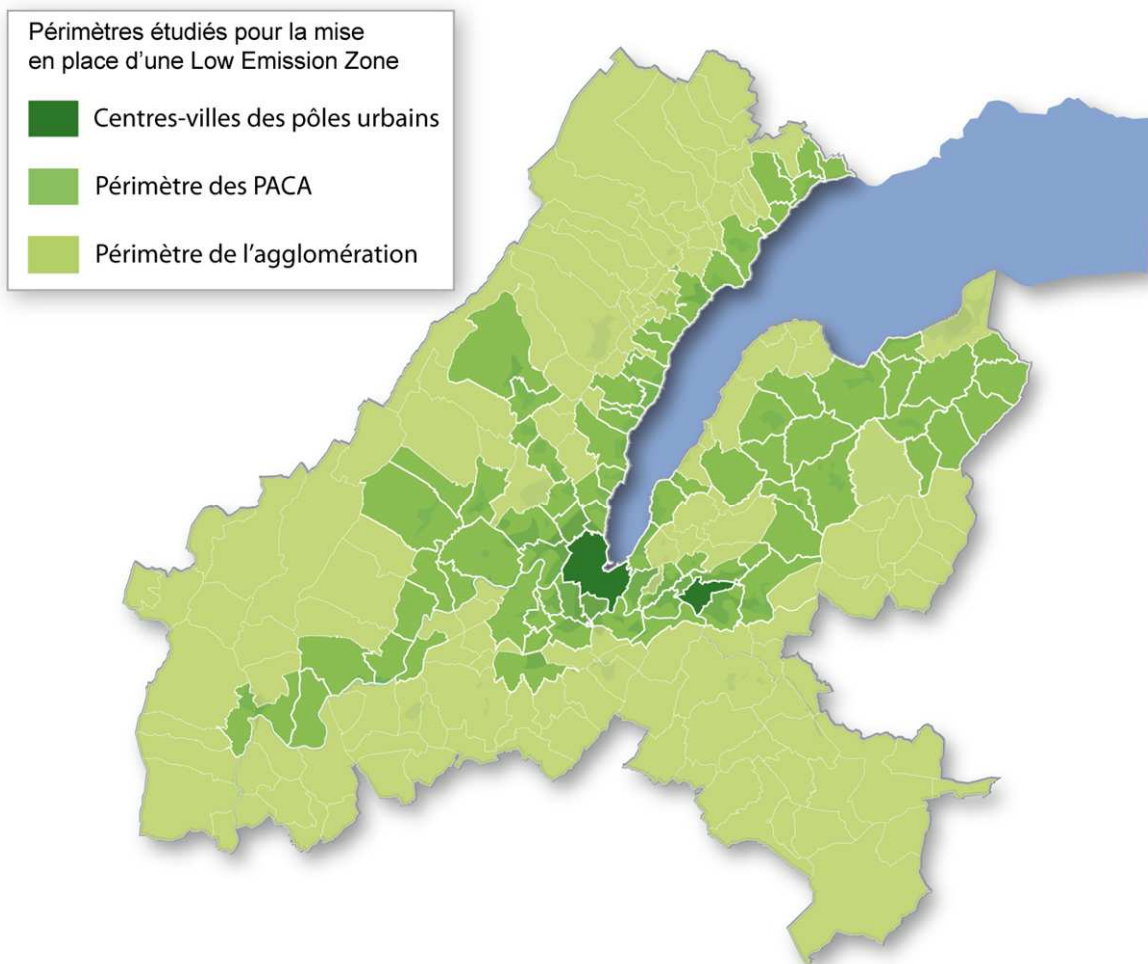 Périmètres étudiés pour la mise
en place d'une Low Emission Zone
Centres-villes des pôles urbains
Périmètre des PACA
Périmètre de l'agglomération